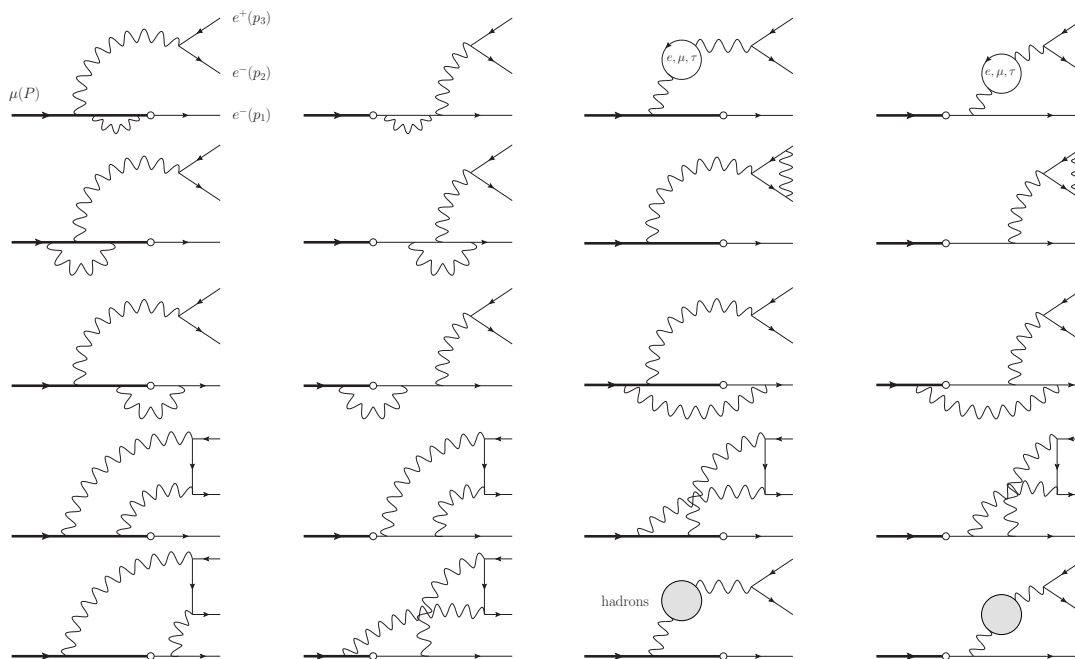 e⁺(p₃)
e⁻(p₂)
μ(P)
e⁻(p₁)
e, μ, τ
e, μ, τ
hadrons